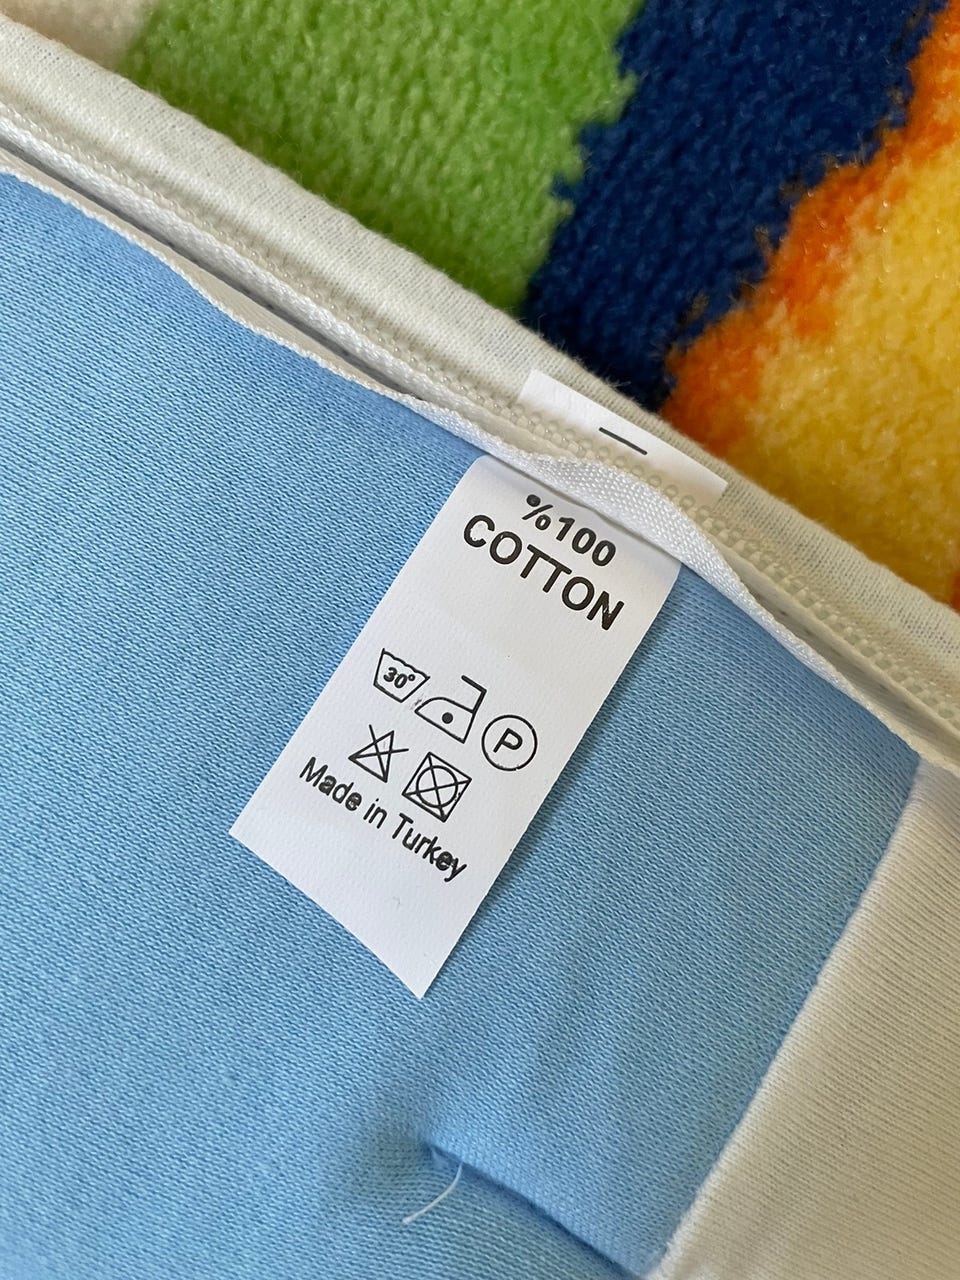 %100
COTTON
30°
P
Made in Turkey